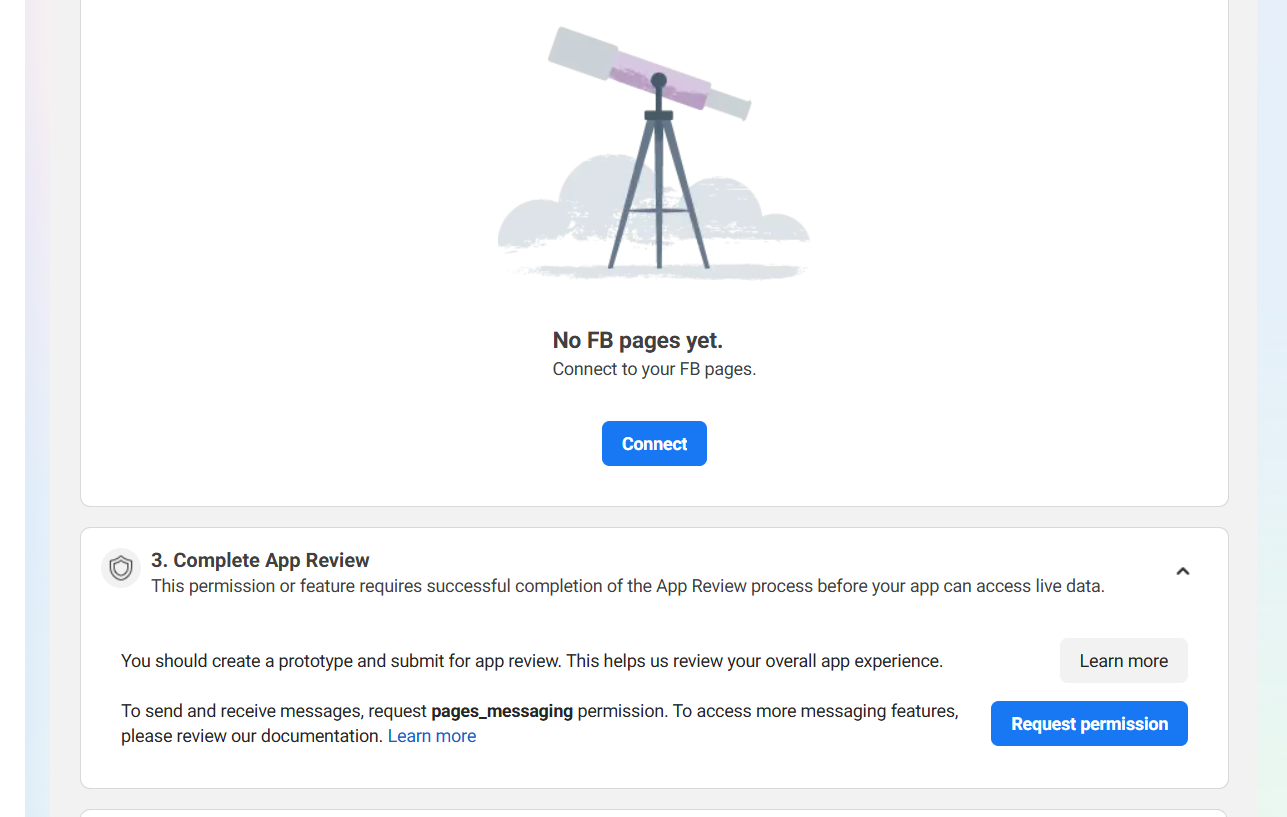 No FB pages yet.
Connect to your FB pages.
Connect
3. Complete App Review
This permission or feature requires successful completion of the App Review process before your app can access live data.
You should create a prototype and submit for app review. This helps us review your overall app experience.
Learn more
To send and receive messages, request pages_messaging permission. To access more messaging features,
please review our documentation. Learn more
Request permission